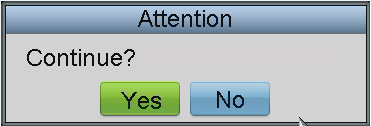 Attention
Continue?
Yes No